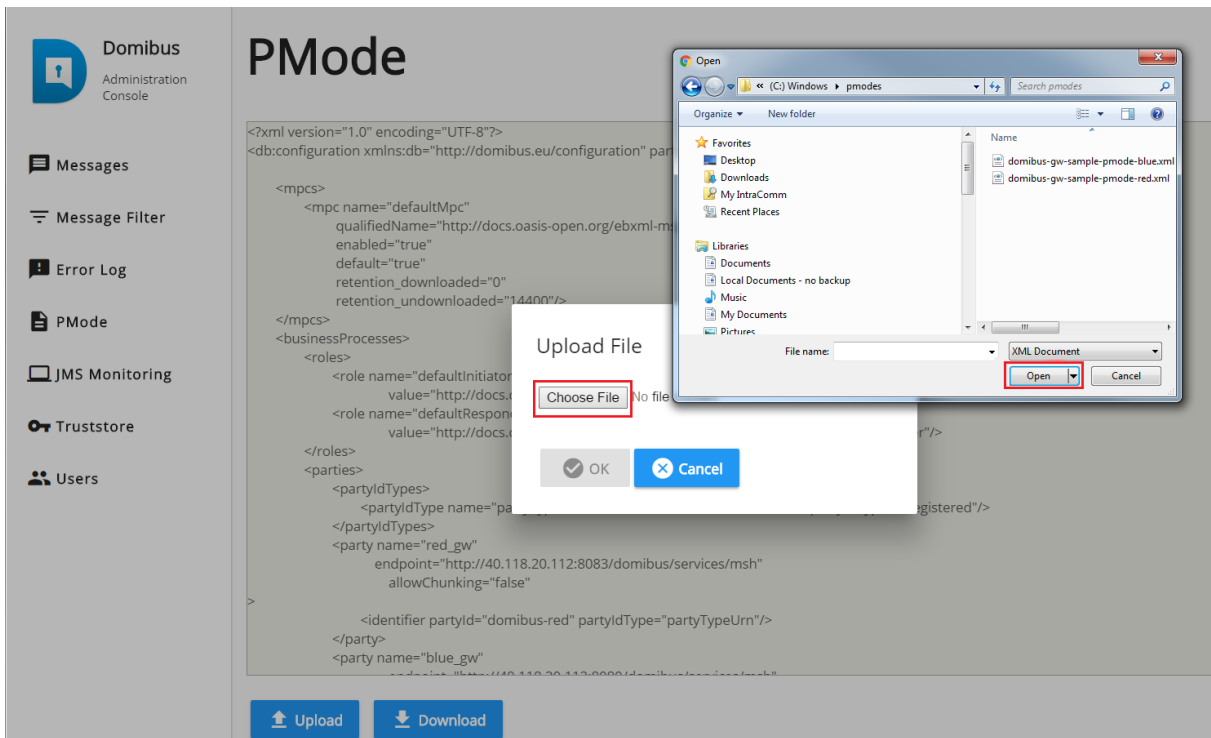 Domibus
Administration
Console
Messages
Message Filter
Error Log
PMode
JMS Monitoring
Truststore
Users
PMode
<?xml version="1.0" encoding="UTF-8"?>
<db:configuration xmlns:db="http://domibus.eu/configuration"
<mpcs>
<mpc name="defaultMpc"
qualifiedName="http://docs.oasis-open.org/ebxml-
enabled="true"
default="true"
retention_downloaded="0"
retention_undownloaded="14400"/>
</mpcs>
<businessProcesses>
<roles>
<role name="defaultInitiator
value="http://docs.
<role name="defaultRespon
value="http://docs.
r"/>
</roles>
<parties>
<partyIdTypes>
<partyIdType name="
egistered"/>
</partyIdTypes>
<party name="red_gw"
endpoint="http://40.118.20.112:8083/domibus/services/msh"
allowChunking="false"
>
<identifier partyId="domibus-red" partyIdType="partyTypeUrn"/>
</party>
<party name="blue_gw"
Upload
Download
Upload File
Choose File No file
OK
Cancel
Open
« (C:) Windows pmodes
Search pmodes
Organize New folder
Favorites
Desktop
Downloads
My IntraComm
Recent Places
Libraries
Documents
Local Documents - no backup
Music
My Documents
Pictures
Name
domibus-gw-sample-pmode-blue.xml
domibus-gw-sample-pmode-red.xml
File name:
XML Document
Open
Cancel